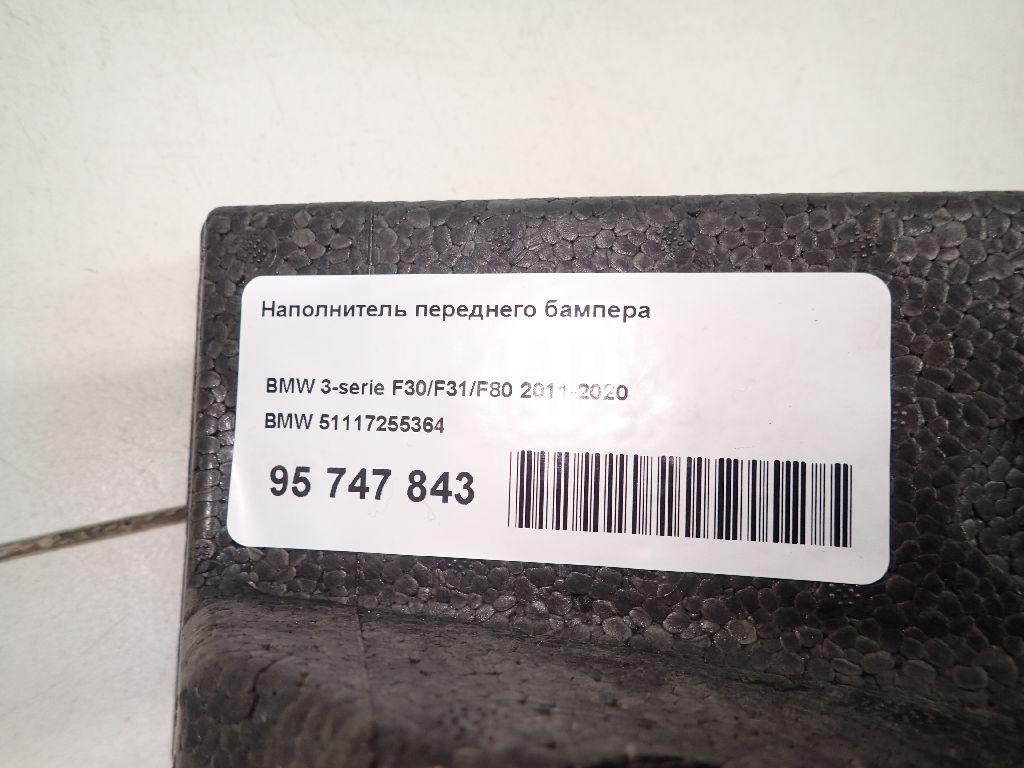 Наполнитель переднего бампера
BMW 3-serie F30/F31/F80 2011-2020
BMW 51117255364
95 747 843